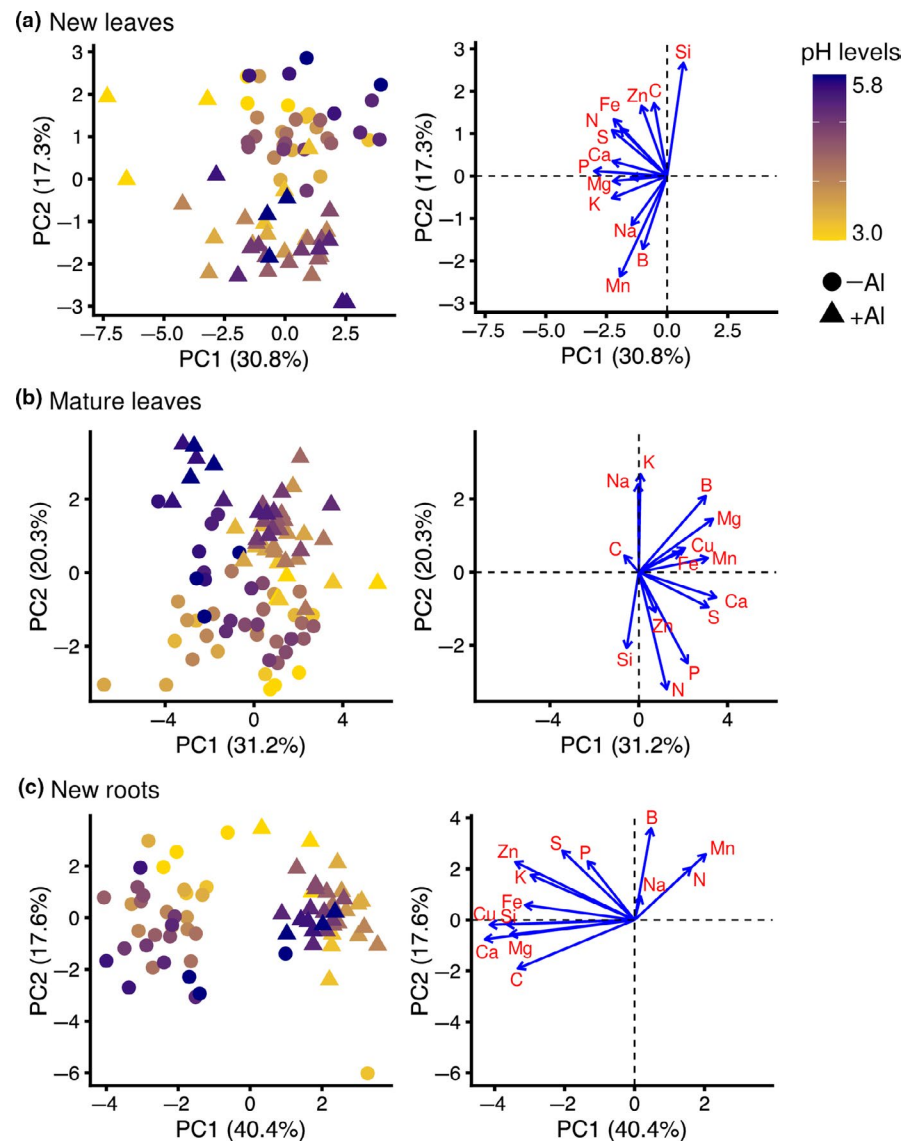 (a) New leaves
PC2 (17.3%)
3
2
1
0
−1
−2
−3
−7.5 −5.0 −2.5 0.0 2.5
PC1 (30.8%)
PC2 (17.3%)
3
2
1
0
−1
−2
−3
Si
Zn C
Fe
N
S
Ca
P
Mg
K
Na
B
Mn
−7.5 −5.0 −2.5 0.0 2.5
PC1 (30.8%)
pH levels
5.8
3.0
−Al
+Al
(b) Mature leaves
PC2 (20.3%)
2
0
−2
−4 0 4
PC1 (31.2%)
PC2 (20.3%)
2
0
−2
K
Na
B
Mg
C
Cu
Fe
Mn
Ca
S
Zn
Si
P
N
−4 0 4
PC1 (31.2%)
(c) New roots
PC2 (17.6%)
4
2
0
−2
−4
−6
−4 −2 0 2
PC1 (40.4%)
PC2 (17.6%)
4
2
0
−2
−4
−6
B
S
P
Mn
Zn
K
N
Na
Fe
Cu Si
Ca
Mg
C
−4 −2 0 2
PC1 (40.4%)